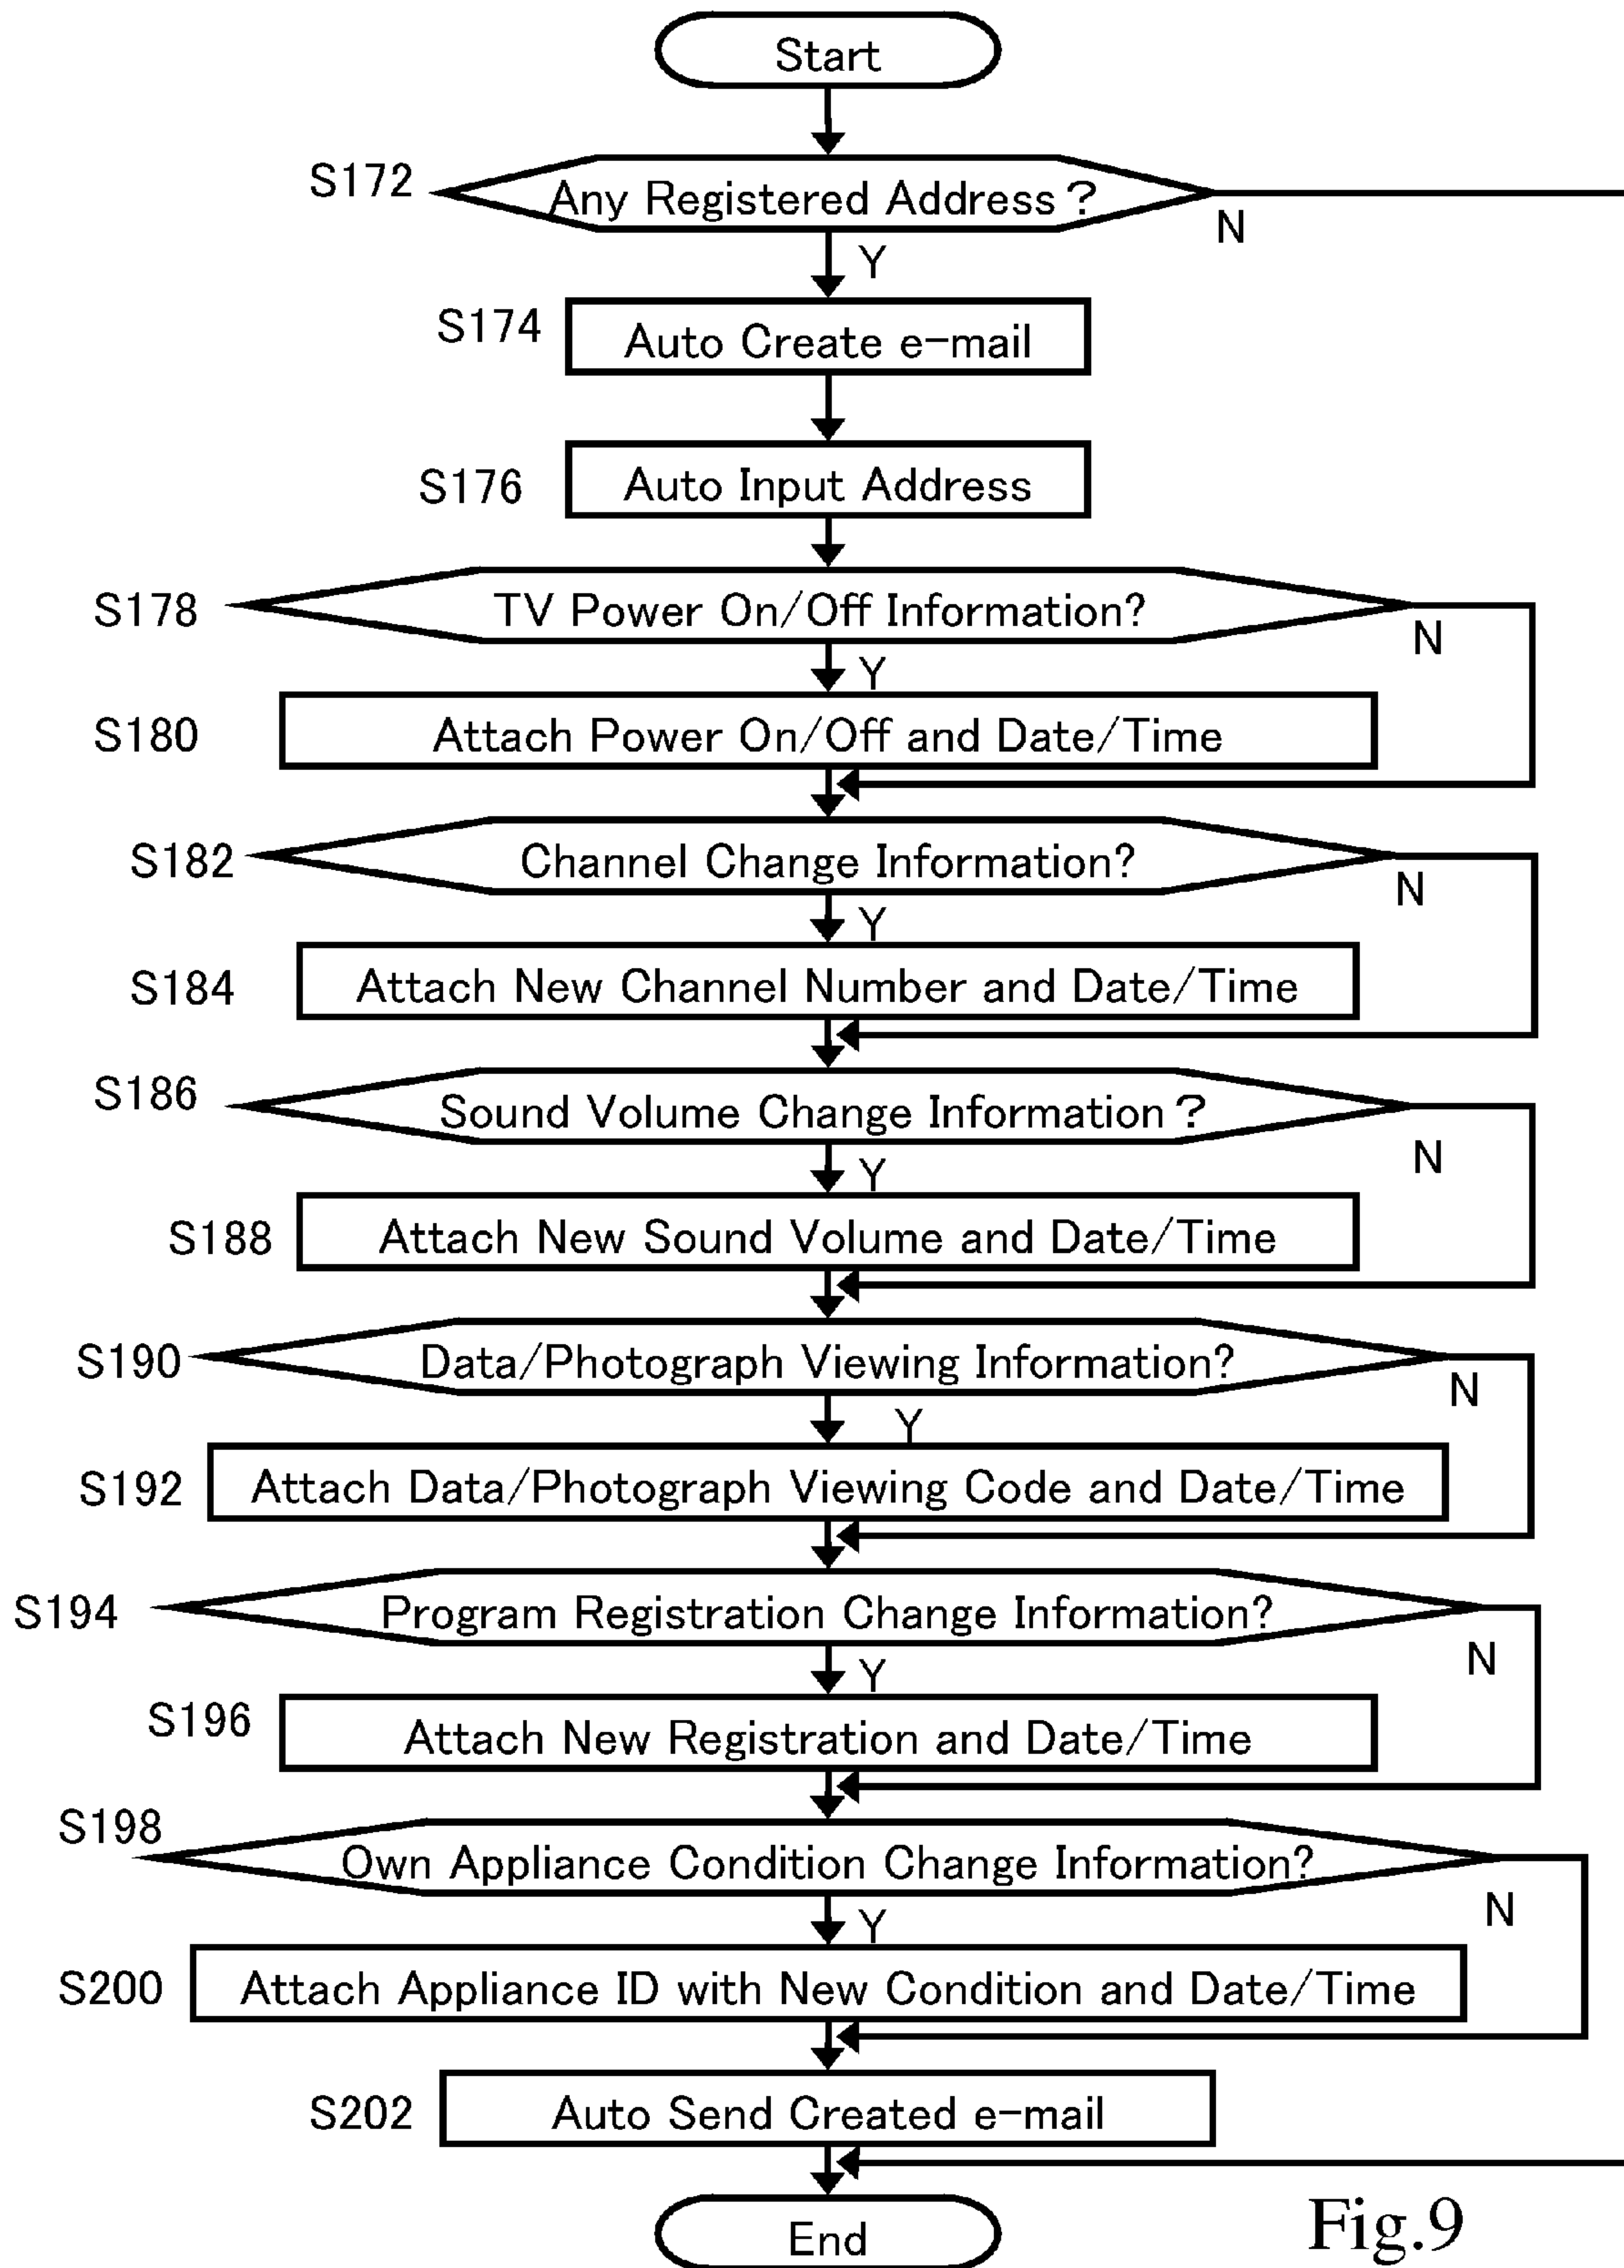 Start
S172
Any Registered Address?
N
Y
S174
Auto Create e-mail
S176
Auto Input Address
S178
TV Power On/Off Information?
N
Y
S180
Attach Power On/Off and Date/Time
S182
Channel Change Information?
N
Y
S184
Attach New Channel Number and Date/Time
S186
Sound Volume Change Information?
N
Y
S188
Attach New Sound Volume and Date/Time
S190
Data/Photograph Viewing Information?
N
Y
S192
Attach Data/Photograph Viewing Code and Date/Time
S194
Program Registration Change Information?
N
Y
S196
Attach New Registration and Date/Time
S198
Own Appliance Condition Change Information?
N
Y
S200
Attach Appliance ID with New Condition and Date/Time
S202
Auto Send Created e-mail
End
Fig.9